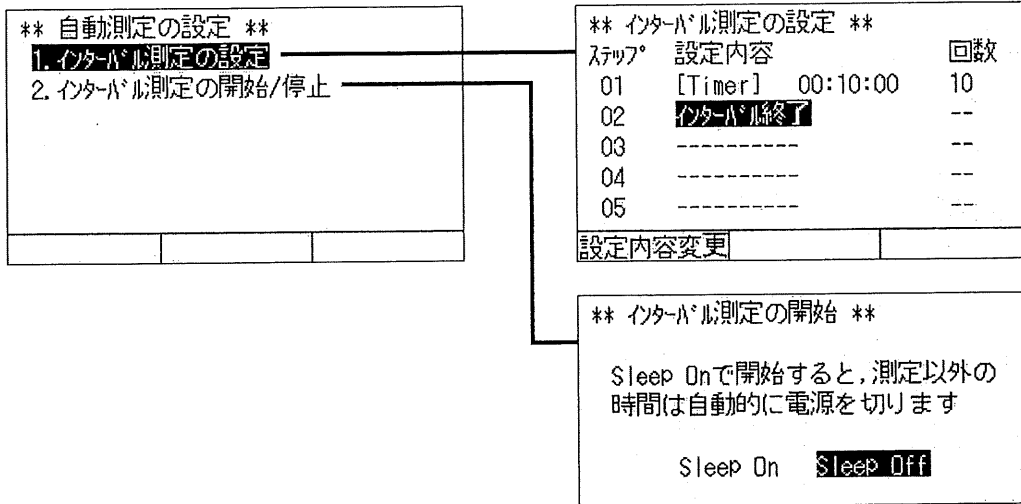 ** 自動測定の設定 **
1. インターバル測定の設定
2. インターバル測定の開始/停止
** インターバル測定の設定 **
ステップ 設定内容 回数
01 [Timer] 00:10:00 10
02 インターバル終了 --
03 ---------- --
04 ---------- --
05 ---------- --
設定内容変更
** インターバル測定の開始 **
Sleep Onで開始すると,測定以外の
時間は自動的に電源を切ります
Sleep On Sleep Off